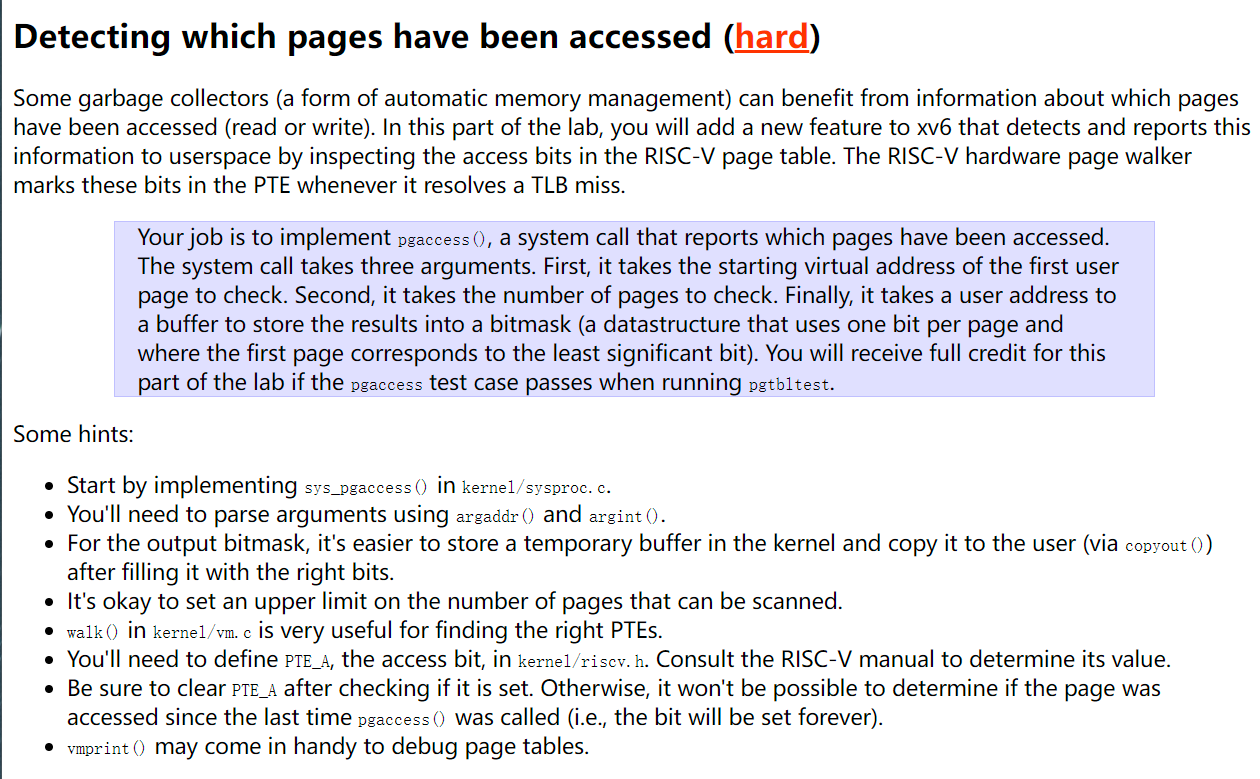 Detecting which pages have been accessed (hard)
Some garbage collectors (a form of automatic memory management) can benefit from information about which pages
have been accessed (read or write). In this part of the lab, you will add a new feature to xv6 that detects and reports this
information to userspace by inspecting the access bits in the RISC-V page table. The RISC-V hardware page walker
marks these bits in the PTE whenever it resolves a TLB miss.
Your job is to implement pgaccess(), a system call that reports which pages have been accessed.
The system call takes three arguments. First, it takes the starting virtual address of the first user
page to check. Second, it takes the number of pages to check. Finally, it takes a user address to
a buffer to store the results into a bitmask (a datastructure that uses one bit per page and
where the first page corresponds to the least significant bit). You will receive full credit for this
part of the lab if the pgaccess test case passes when running pgtbltest.
Some hints:
• Start by implementing sys_pgaccess() in kernel/sysproc.c.
• You'll need to parse arguments using argaddr() and argint().
• For the output bitmask, it's easier to store a temporary buffer in the kernel and copy it to the user (via copyout())
after filling it with the right bits.
• It's okay to set an upper limit on the number of pages that can be scanned.
• walk() in kernel/vm.c is very useful for finding the right PTEs.
• You'll need to define PTE_A, the access bit, in kernel/riscv.h. Consult the RISC-V manual to determine its value.
• Be sure to clear PTE_A after checking if it is set. Otherwise, it won't be possible to determine if the page was
accessed since the last time pgaccess() was called (i.e., the bit will be set forever).
• vmprint() may come in handy to debug page tables.